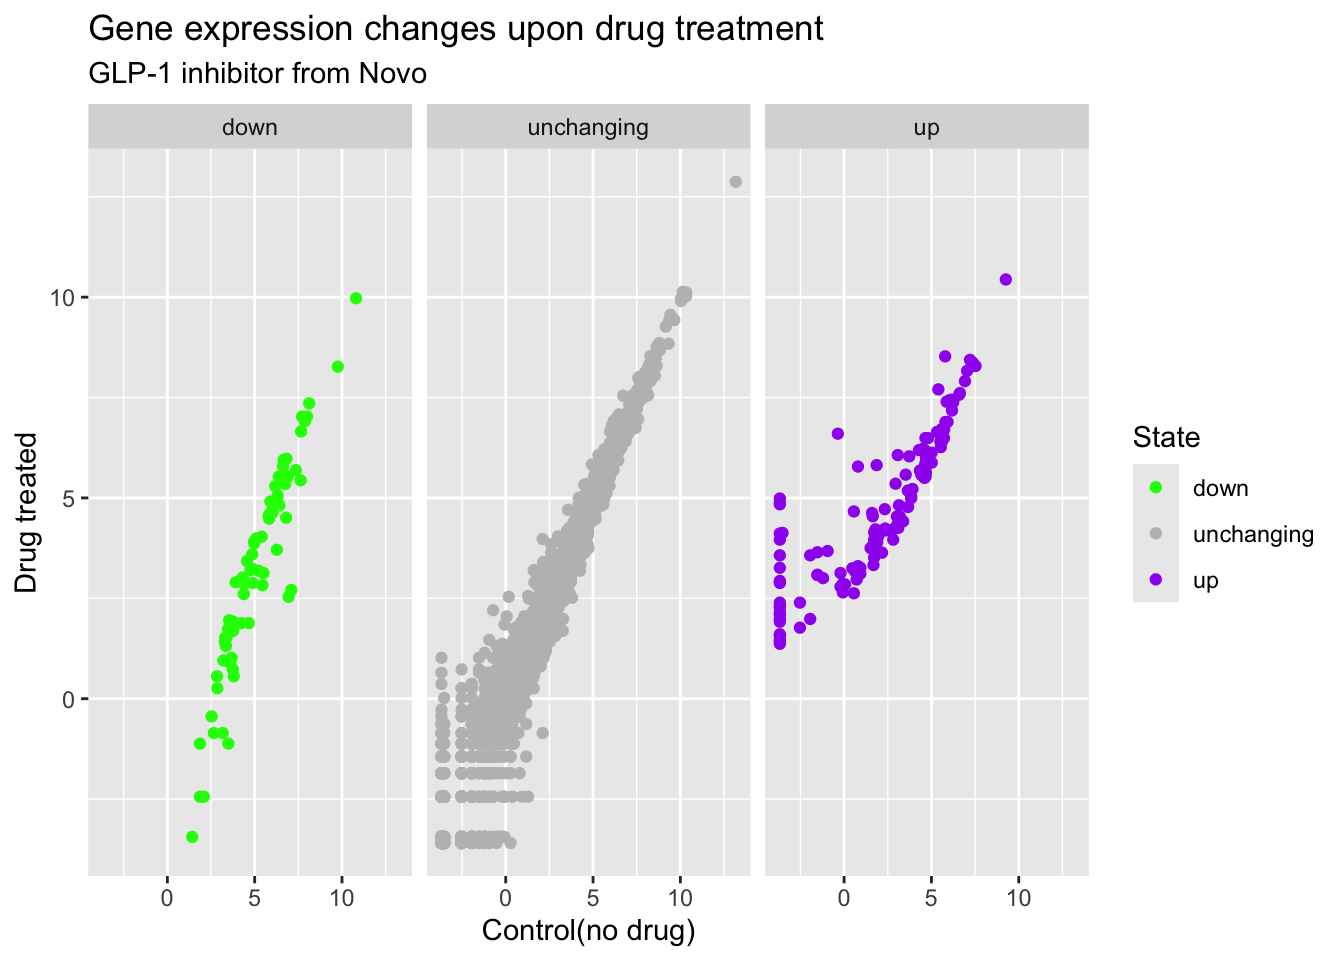 Gene expression changes upon drug treatment
GLP-1 inhibitor from Novo
down unchanging up
10
5
0
Drug treated
0 5 10 0 5 10 0 5 10
Control(no drug)
State
down
unchanging
up